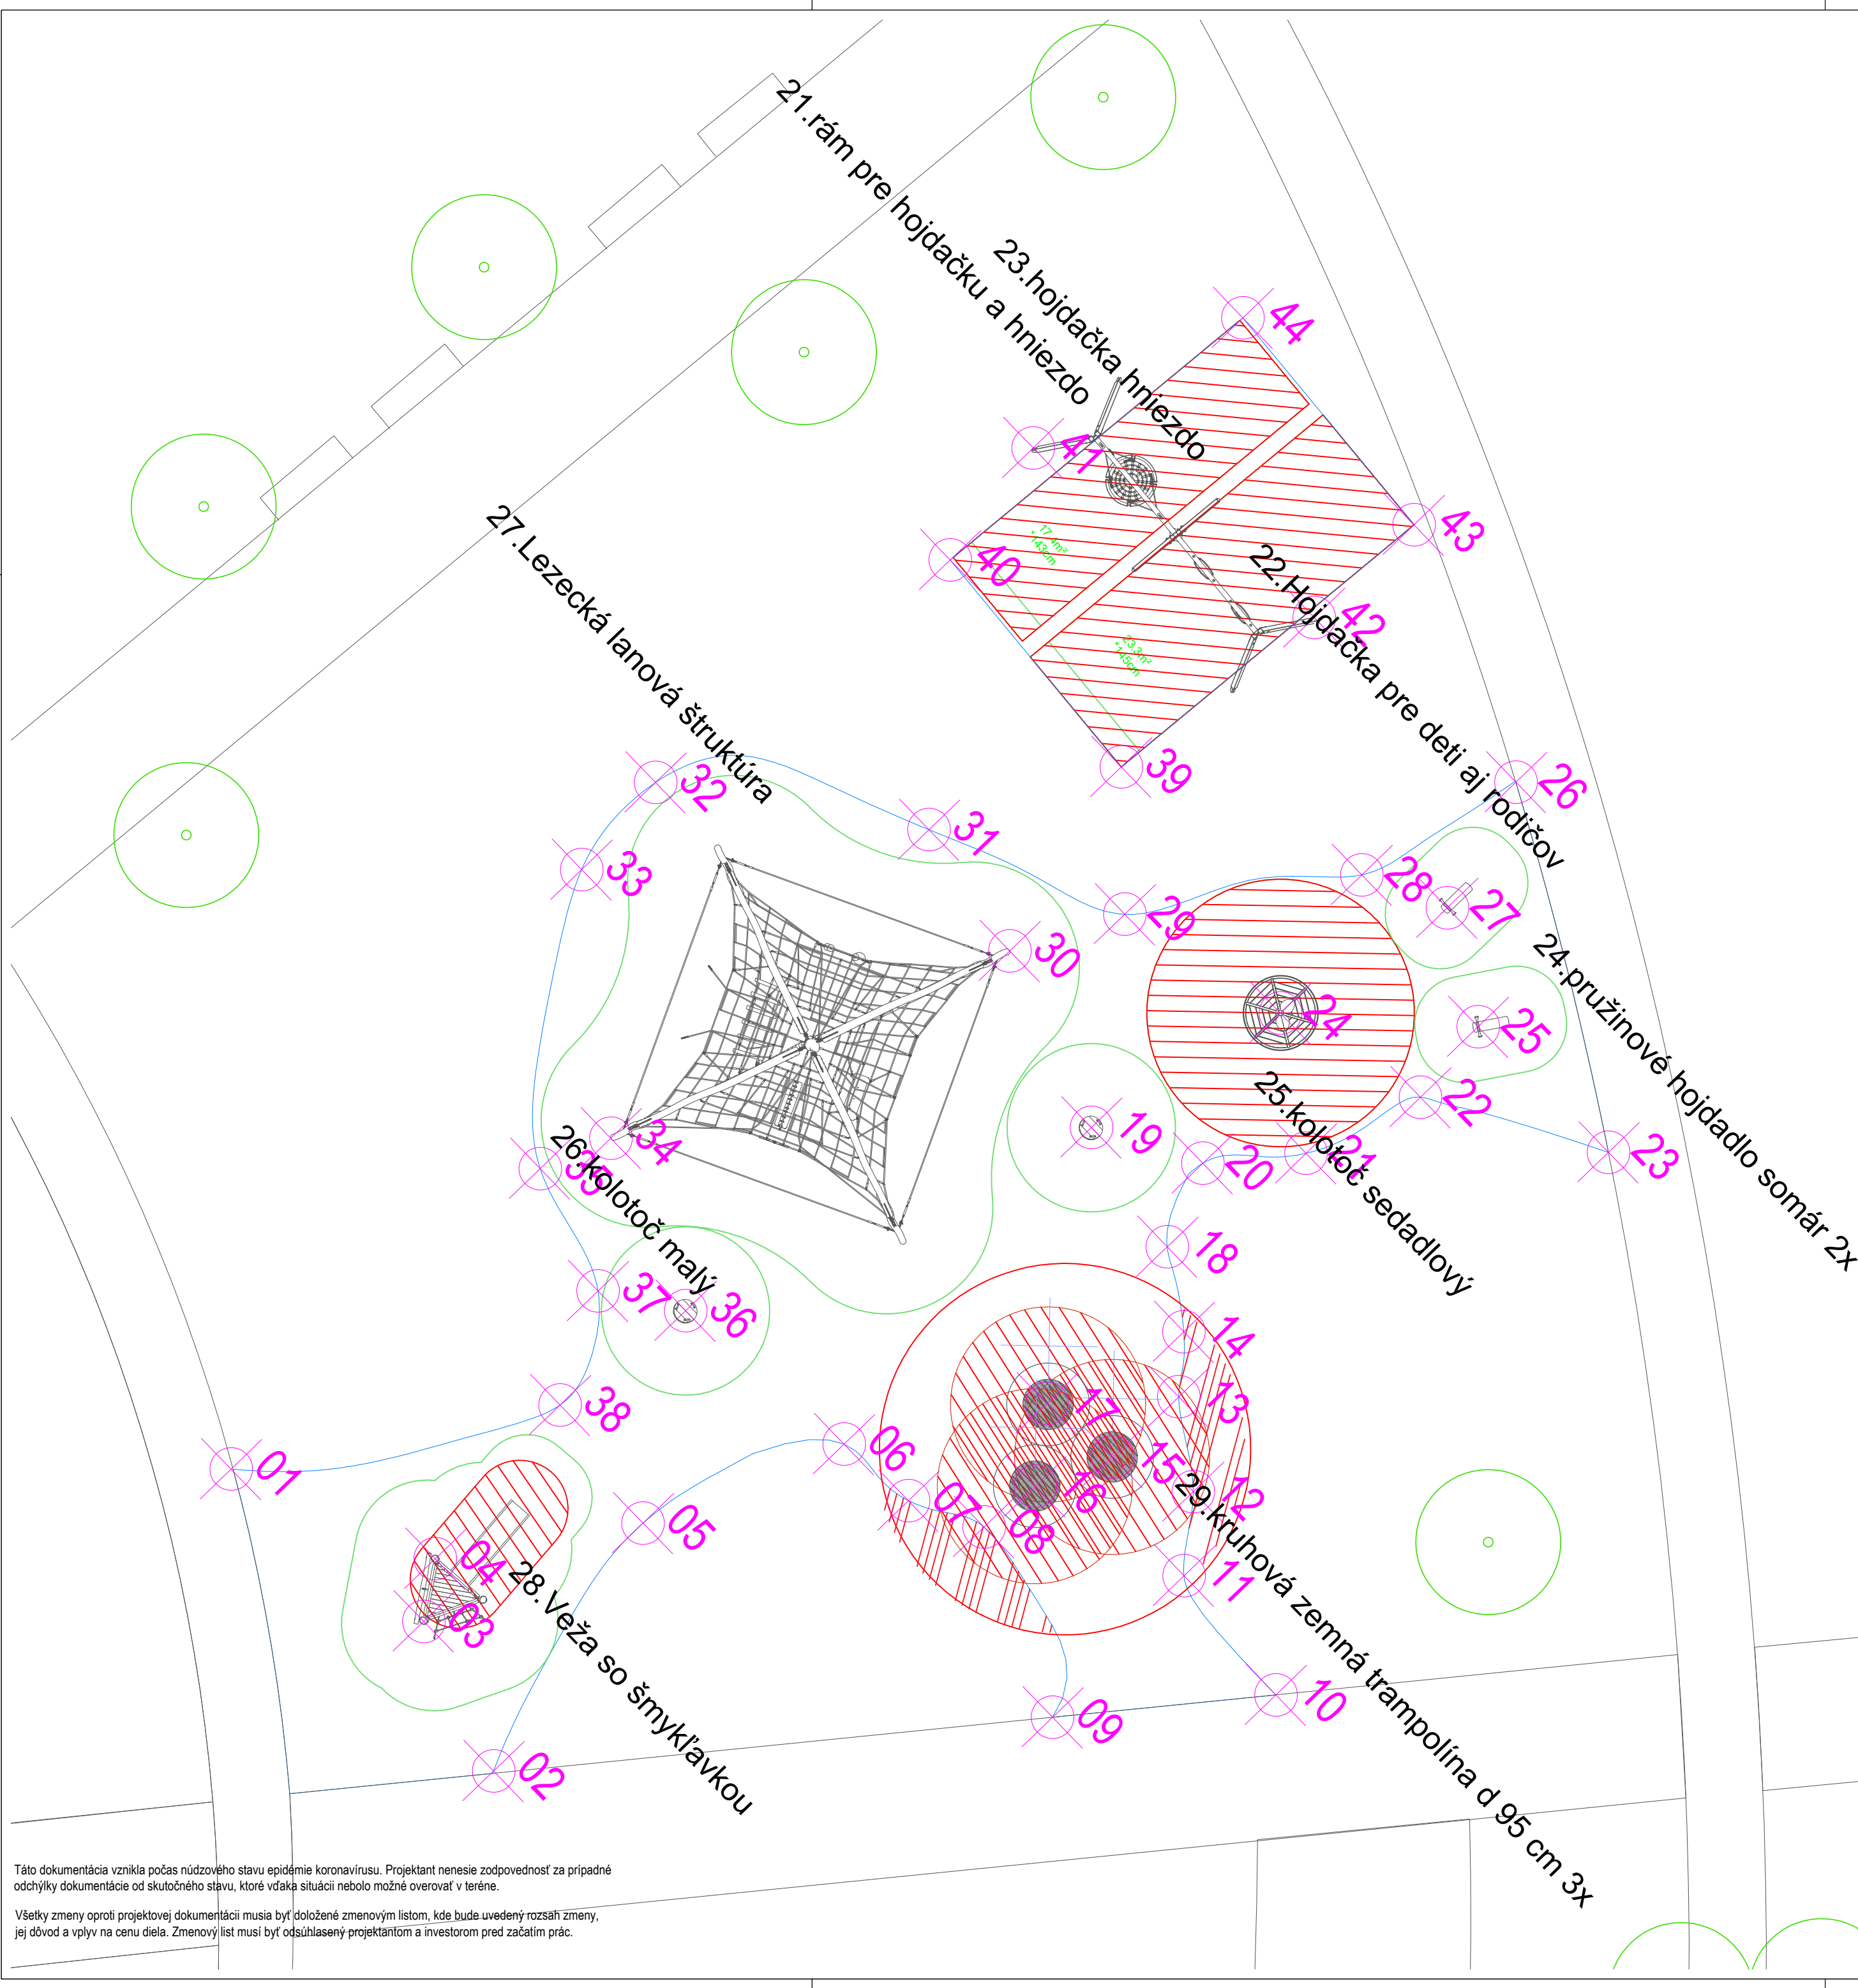 21.rám pre hojdačku a hniezdo
23.hojdačka hniezdo
44
41
43
17.4m²
*143cm
40
27.Lezecká lanová štruktúra
22.Hojdačka pre deti aj rodičov
42
23.3m²
*145cm
39
32
26
31
33
28
27
29
30
24.pružinové hojdadlo somár 2x
24
25
25.kolotoč sedadlový
22
19
34
35
26.kolotoč malý
20
21
23
18
37
36
14
38
13
17
06
15
01
16
12
29.kruhová zemná trampolína d 95 cm 3x
07
05
08
04
28.Veža so šmykľavkou
11
03
10
09
02
Táto dokumentácia vznikla počas núdzového stavu epidémie koronavírusu. Projektant nenesie zodpovednosť za prípadné
odchýlky dokumentácie od skutočného stavu, ktoré vďaka situácii nebolo možné overovať v teréne.
Všetky zmeny oproti projektovej dokumentácii musia byť doložené zmenovým listom, kde bude uvedený rozsah zmeny,
jej dôvod a vplyv na cenu diela. Zmenový list musí byť odsúhlasený projektantom a investorom pred začatím prác.